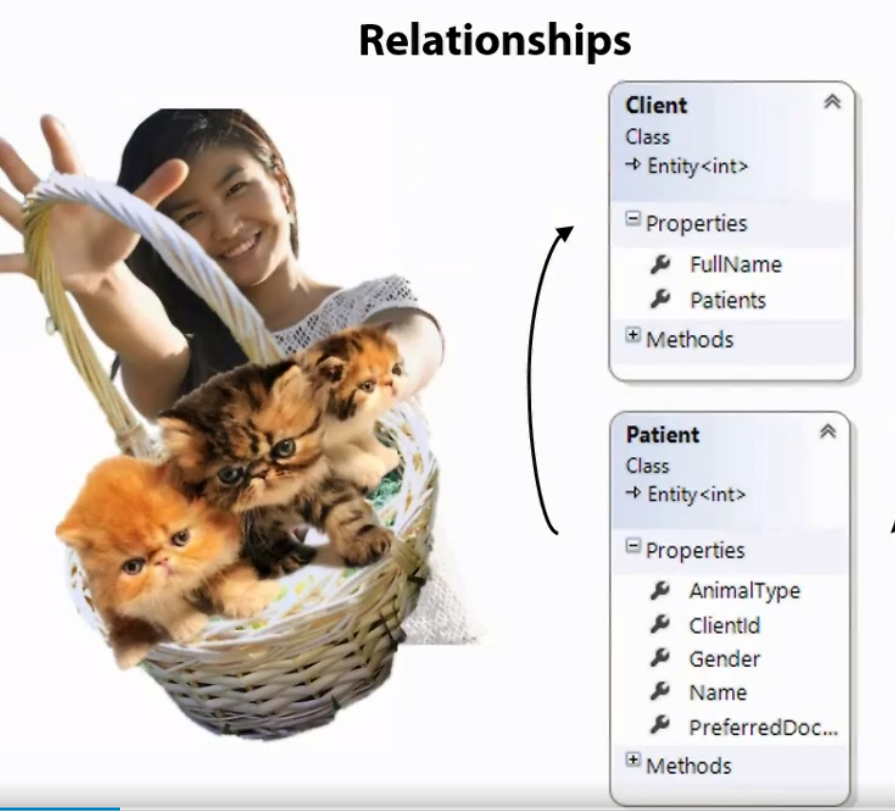 Relationships
Client
Class
Entity<int>
Properties
FullName
Patients
Methods
Patient
Class
Entity<int>
Properties
AnimalType
ClientId
Gender
Name
PreferredDoc...
Methods